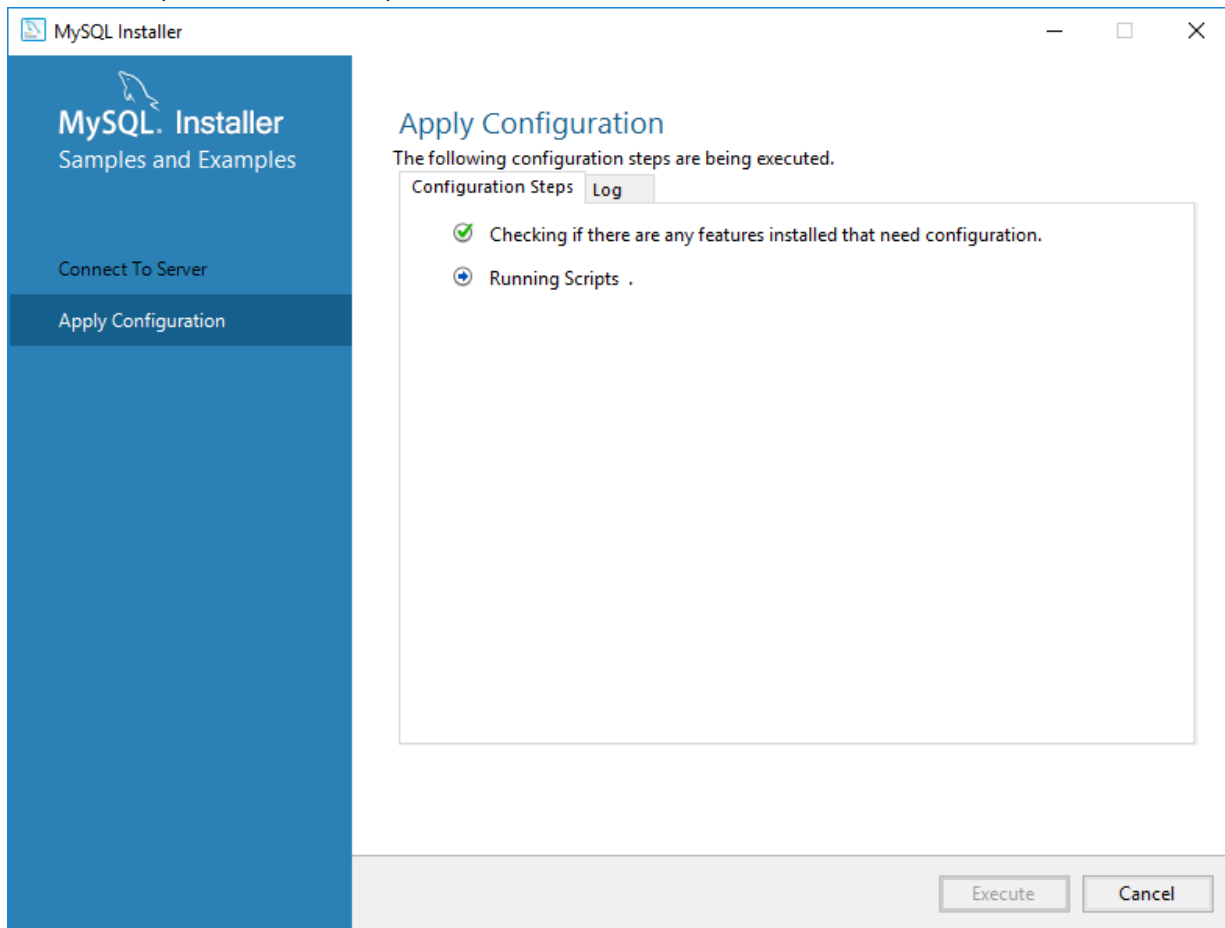 MySQL Installer
MySQL. Installer
Samples and Examples
Connect To Server
Apply Configuration
Apply Configuration
The following configuration steps are being executed.
Configuration Steps
Log
Checking if there are any features installed that need configuration.
Running Scripts .
Execute
Cancel